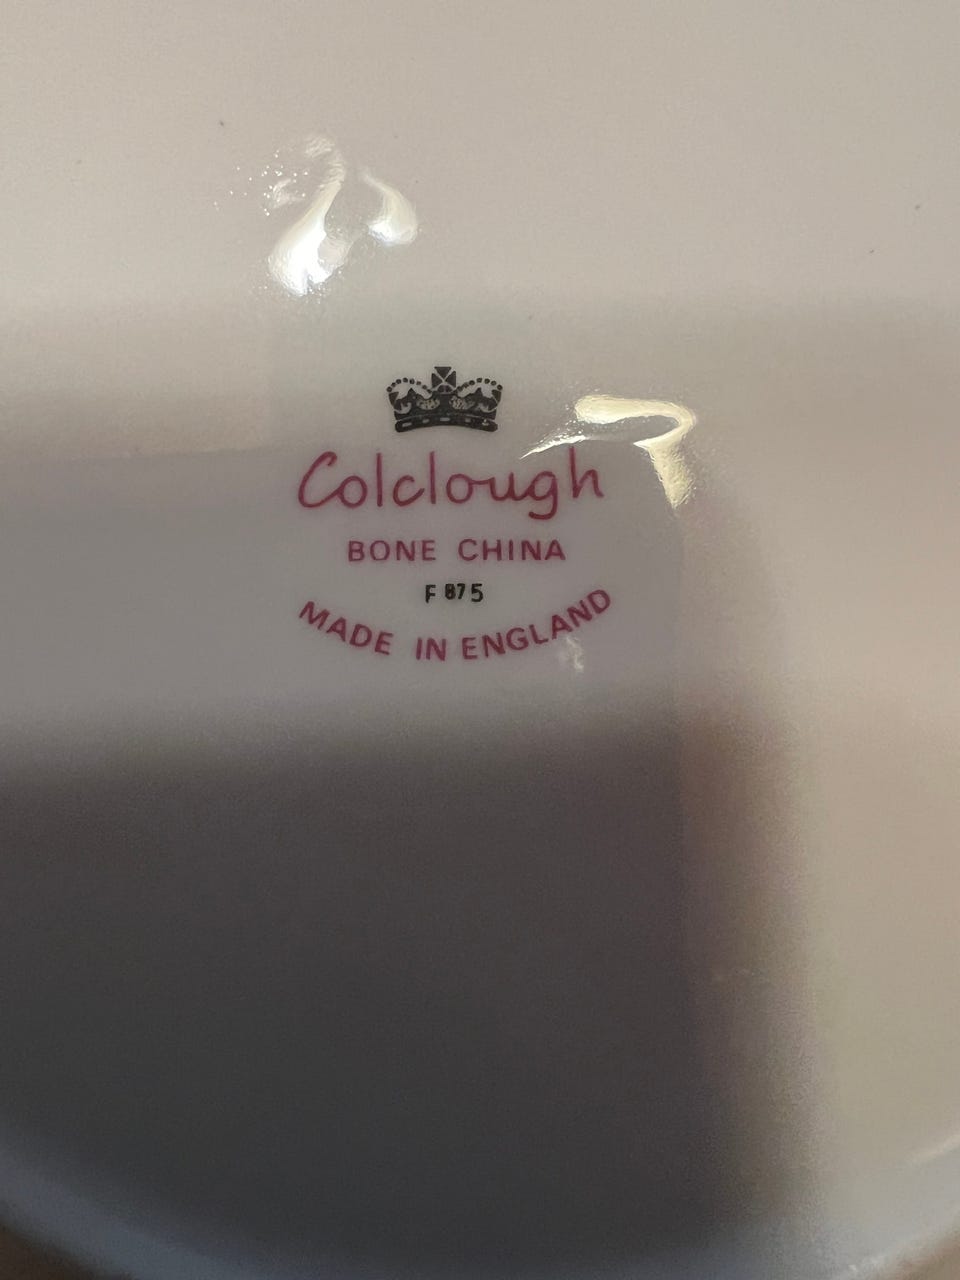 Colclough
BONE CHINA
F 875
MADE IN ENGLAND